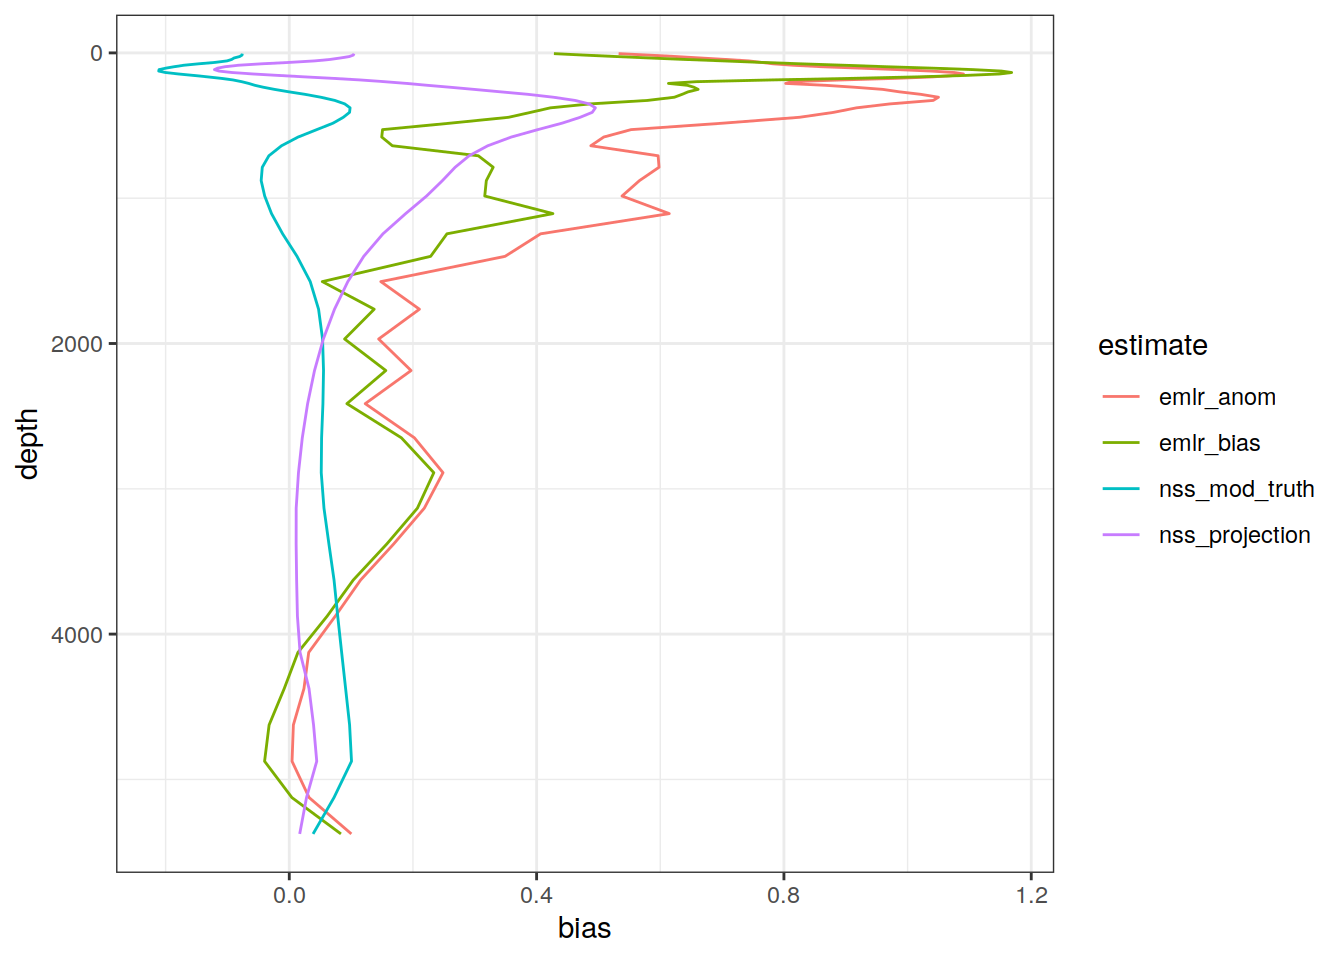 0
2000
4000
depth
0.0
0.4
0.8
1.2
bias
estimate
emlr_anom
emlr_bias
nss_mod_truth
nss_projection